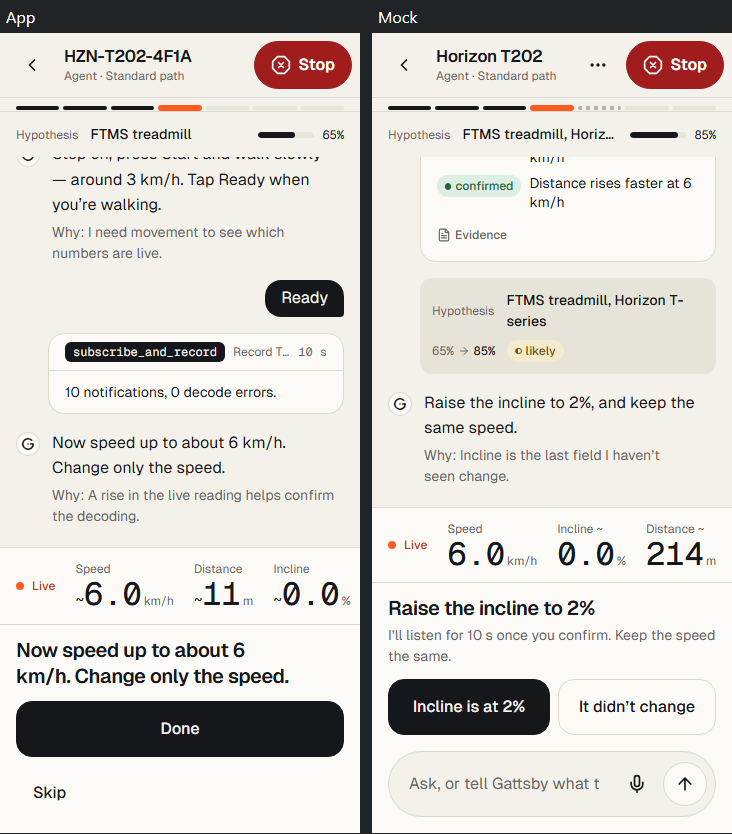 App
HZN-T202-4F1A
Agent · Standard path
Stop
Hypothesis FTMS treadmill 65%
Step on, press Start and walk slowly
— around 3 km/h. Tap Ready when
you're walking.
Why: I need movement to see which
numbers are live.
Ready
subscribe_and_record Record T… 10 s
10 notifications, 0 decode errors.
G
Now speed up to about 6 km/h.
Change only the speed.
Why: A rise in the live reading helps confirm
the decoding.
Live
Speed Distance Incline
~6.0 km/h ~11 m ~0.0 %
Now speed up to about 6
km/h. Change only the speed.
Done
Skip
Mock
Horizon T202
Agent · Standard path
Stop
Hypothesis FTMS treadmill, Horiz… 85%
km/h
confirmed Distance rises faster at 6
km/h
Evidence
Hypothesis FTMS treadmill, Horizon T-
series
65% → 85% likely
G
Raise the incline to 2%, and keep the
same speed.
Why: Incline is the last field I haven't
seen change.
Live
Speed Incline ~ Distance ~
6.0 km/h 0.0 % 214 m
Raise the incline to 2%
I'll listen for 10 s once you confirm. Keep the speed
the same.
Incline is at 2% It didn't change
Ask, or tell Gattsby what t